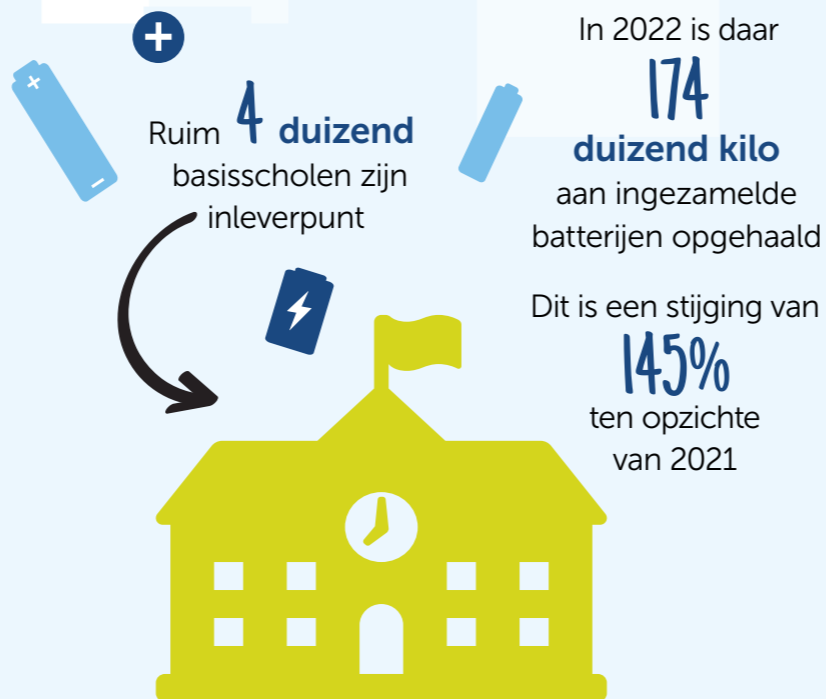 Ruim 4 duizend
basisscholen zijn
inleverpunt
In 2022 is daar
174
duizend kilo
aan ingezamelde
batterijen opgehaald
Dit is een stijging van
145%
ten opzichte
van 2021